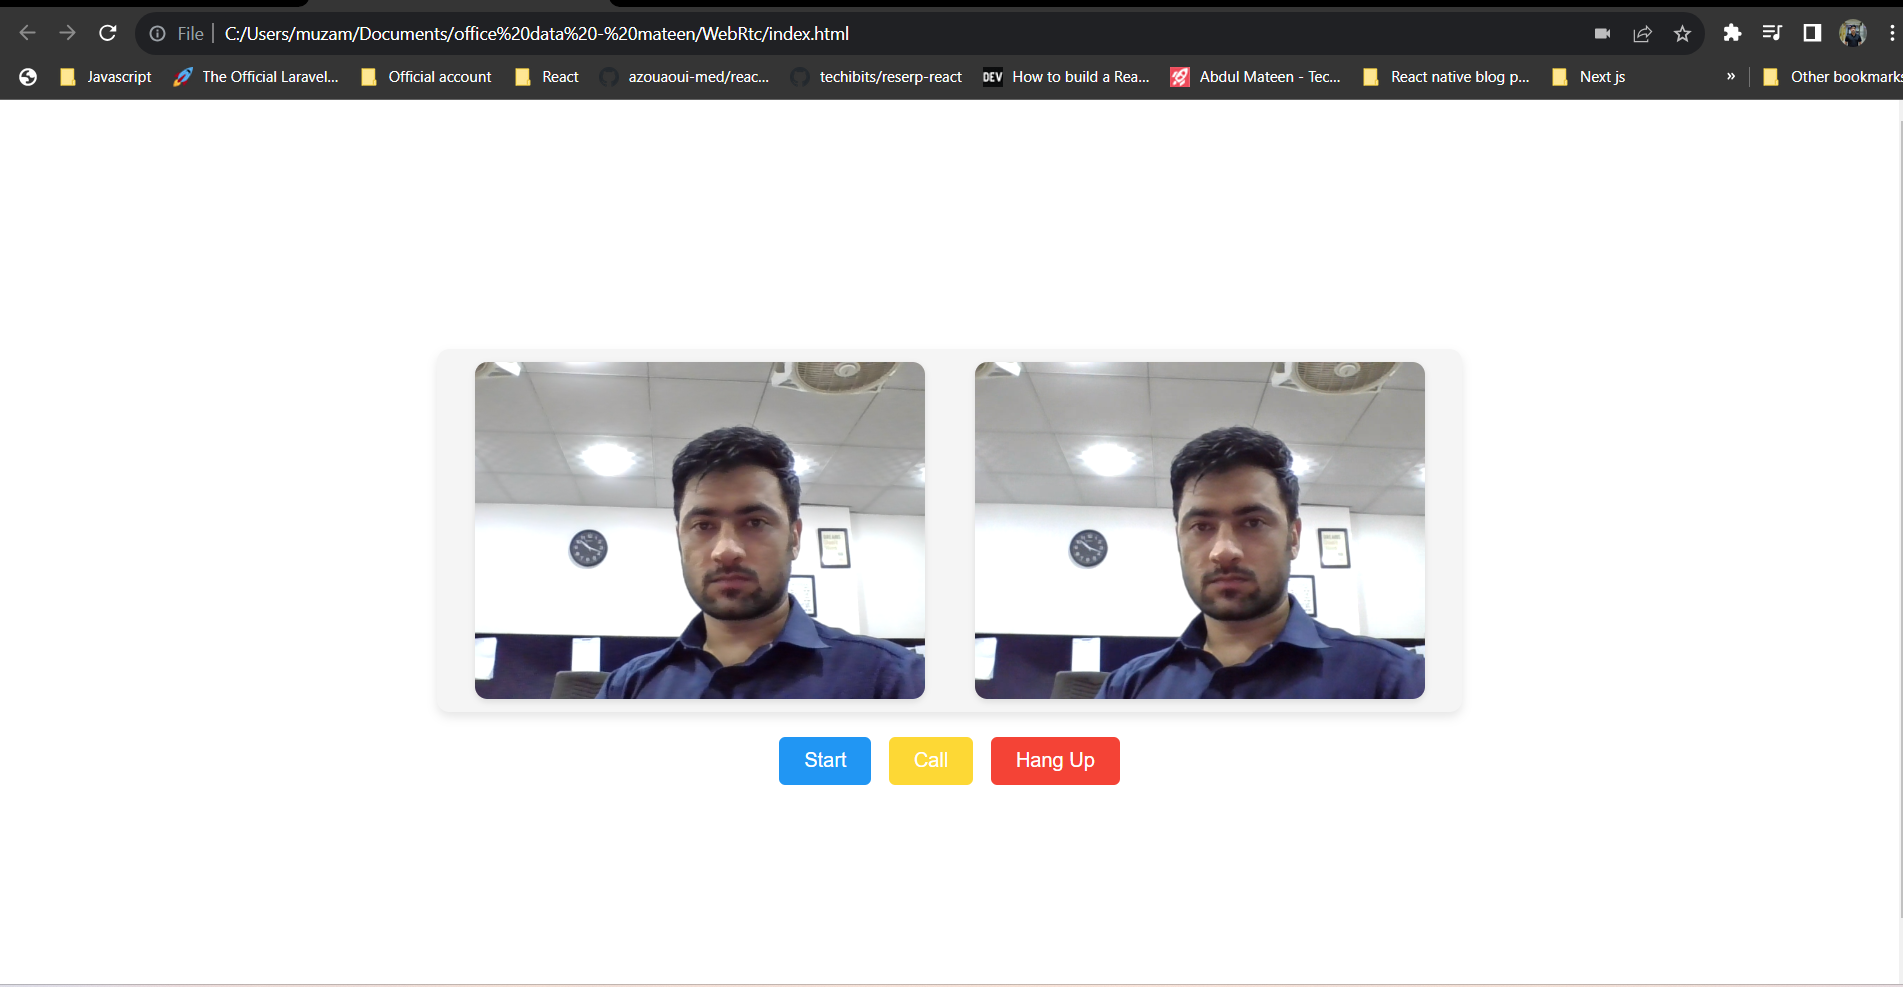 File C:/Users/muzam/Documents/office%20data%20-%20mateen/WebRtc/index.html
Javascript The Official Laravel... Official account React azouaoui-med/reac... techibits/reserp-react DEV How to build a Rea... Abdul Mateen - Tec... React native blog p... Next js » Other bookmarks
Start Call Hang Up